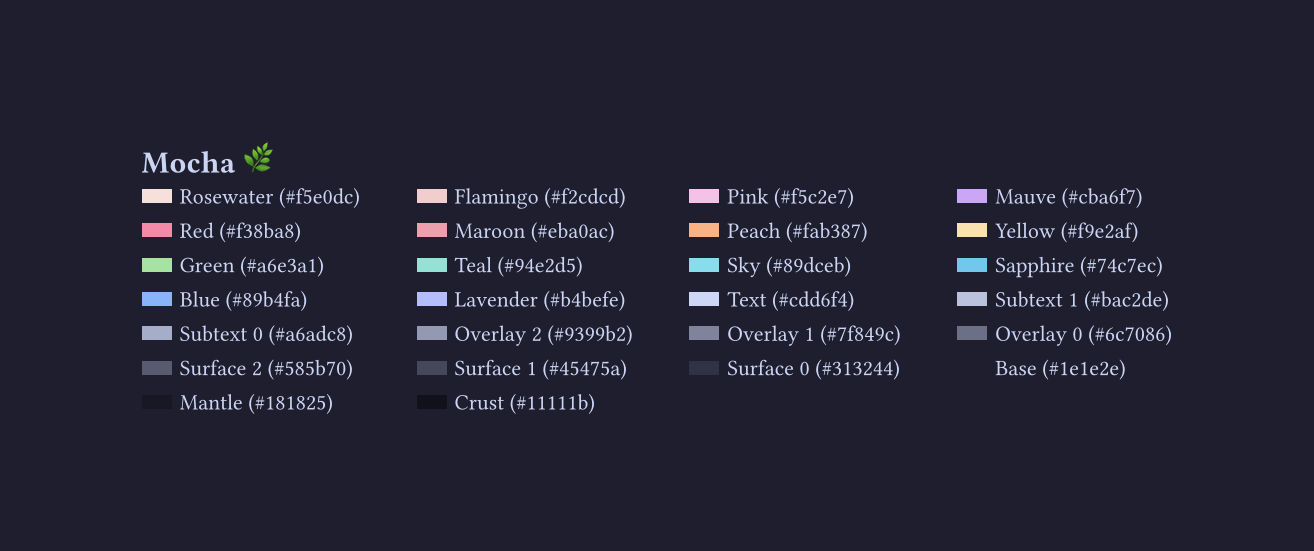 Mocha 🌿
Rosewater (#f5e0dc) Flamingo (#f2cdcd) Pink (#f5c2e7) Mauve (#cba6f7)
Red (#f38ba8) Maroon (#eba0ac) Peach (#fab387) Yellow (#f9e2af)
Green (#a6e3a1) Teal (#94e2d5) Sky (#89dceb) Sapphire (#74c7ec)
Blue (#89b4fa) Lavender (#b4befe) Text (#cdd6f4) Subtext 1 (#bac2de)
Subtext 0 (#a6adc8) Overlay 2 (#9399b2) Overlay 1 (#7f849c) Overlay 0 (#6c7086)
Surface 2 (#585b70) Surface 1 (#45475a) Surface 0 (#313244) Base (#1e1e2e)
Mantle (#181825) Crust (#11111b)